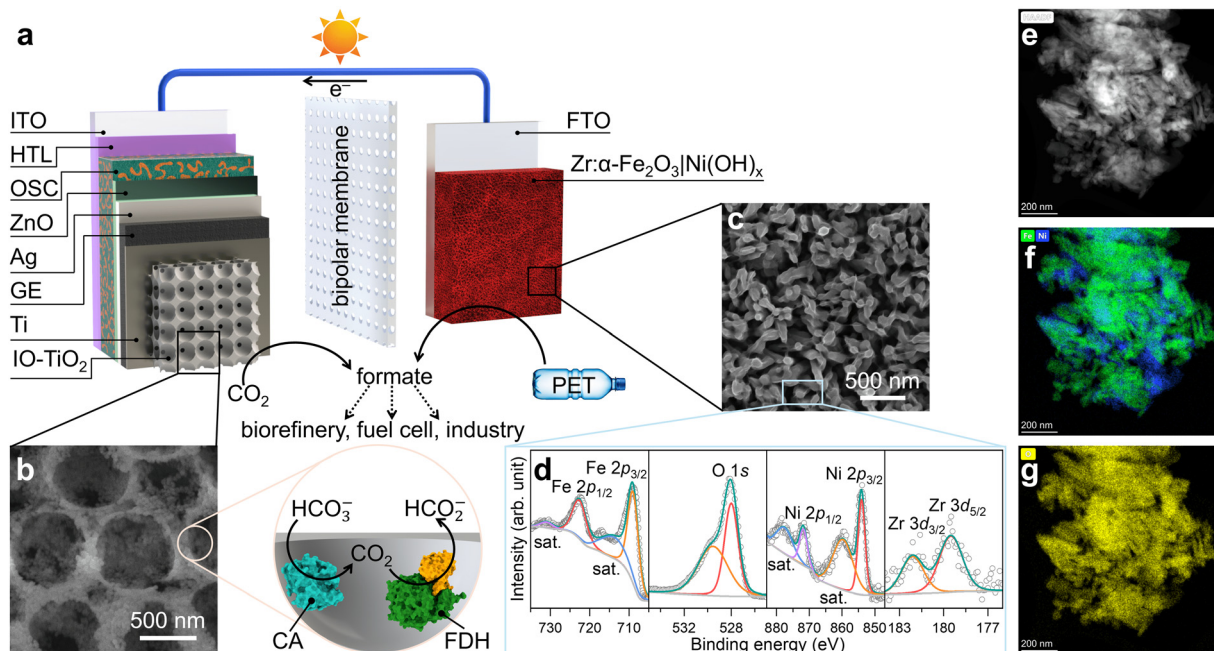 a
e⁻
ITO
HTL
OSC
ZnO
Ag
GE
Ti
IO-TiO₂
bipolar membrane
FTO
Zr:α-Fe₂O₃|Ni(OH)ₓ
CO₂
formate
PET
biorefinery, fuel cell, industry
b
500 nm
HCO₃⁻
HCO₂⁻
CO₂
CA
FDH
c
500 nm
d
Intensity (arb. unit)
Fe 2p₁/₂
Fe 2p₃/₂
sat.
sat.
O 1s
Ni 2p₃/₂
Ni 2p₁/₂
sat.
sat.
Zr 3d₃/₂
Zr 3d₅/₂
730 720 710 532 528 880 870 860 850 183 180 177
Binding energy (eV)
HAADF
e
200 nm
Fe Ni
f
200 nm
g
200 nm